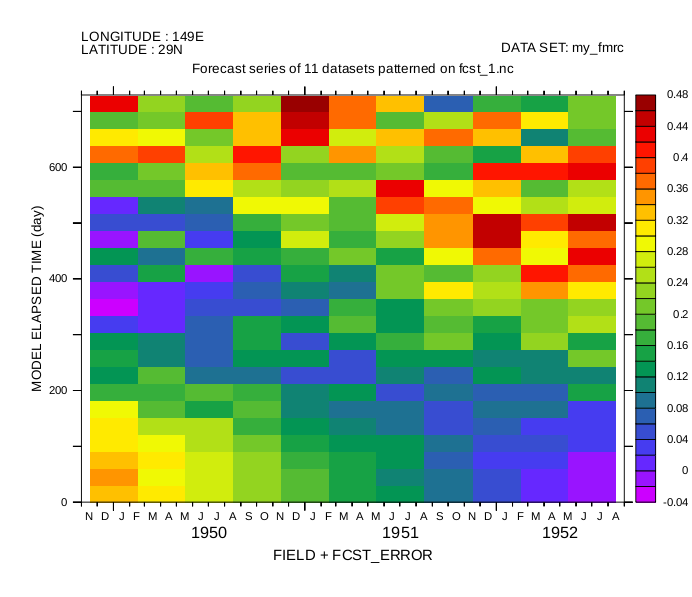 LONGITUDE : 149E
LATITUDE : 29N
DATA SET: my_fmrc
Forecast series of 11 datasets patterned on fcst_1.nc
0.48
0.44
0.4
0.36
0.32
0.28
0.24
0.2
0.16
0.12
0.08
0.04
0
-0.04
MODEL ELAPSED TIME (day)
600
400
200
0
N D J F M A M J J A S O N D J F M A M J J A S O N D J F M A M J J A
1950 1951 1952
FIELD + FCST_ERROR